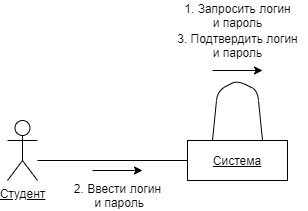 1. Запросить логин
и пароль
3. Подтвердить логин
и пароль
Система
Студент
2. Ввести логин
и пароль